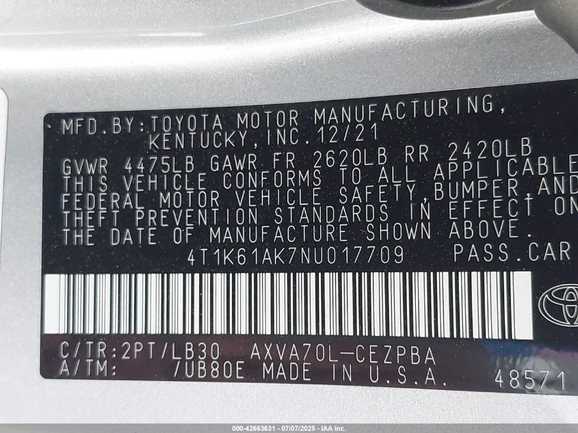 MFD.BY:TOYOTA MOTOR MANUFACTURING,
KENTUCKY,INC.12/21
GVWR 4475LB GAWR FR 2620LB RR 2420LB
THIS VEHICLE CONFORMS TO ALL APPLICABLE
FEDERAL MOTOR VEHICLE SAFETY,BUMPER,AND
THEFT PREVENTION STANDARDS IN EFFECT ON
THE DATE OF MANUFACTURE SHOWN ABOVE.
4T1K61AK7NU017709 PASS.CAR
C/TR:2PT/LB30 AXVA70L-CEZPBA
A/TM: /UB80E MADE IN U.S.A. 48571
000-42663631 - 07/07/2025 - IAA Inc.